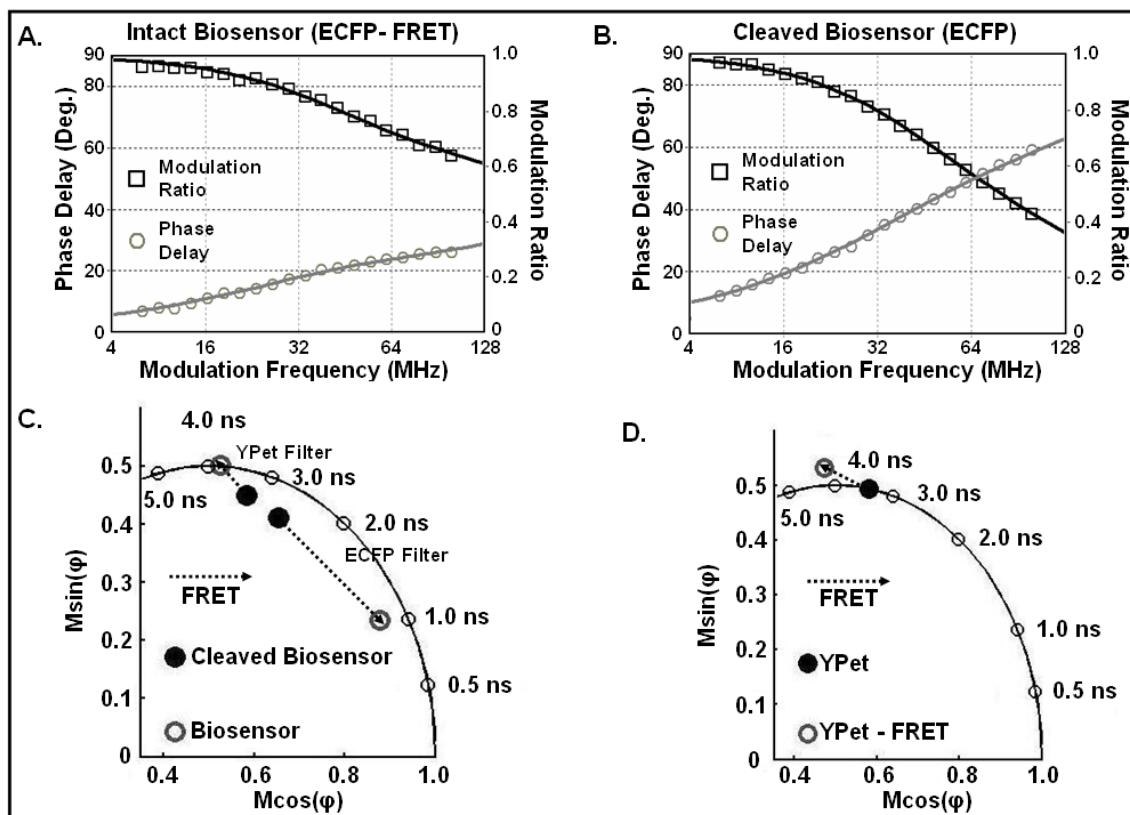 A.
Intact Biosensor (ECFP- FRET)
90
80
60
40
20
0
Phase Delay (Deg.)
1.0
0.8
0.6
0.4
0.2
0
Modulation Ratio
Modulation
Ratio
Phase
Delay
4
16
32
64
128
Modulation Frequency (MHz)
B.
Cleaved Biosensor (ECFP)
90
80
60
40
20
0
Phase Delay (Deg.)
1.0
0.8
0.6
0.4
0.2
0
Modulation Ratio
Modulation
Ratio
Phase
Delay
4
16
32
64
128
Modulation Frequency (MHz)
C.
4.0 ns
YPet Filter
3.0 ns
5.0 ns
2.0 ns
ECFP Filter
FRET
1.0 ns
Cleaved Biosensor
0.5 ns
Biosensor
0.5
0.4
0.3
0.2
0.1
0
Msin(φ)
0.4
0.6
0.8
1.0
Mcos(φ)
D.
4.0 ns
3.0 ns
5.0 ns
2.0 ns
FRET
1.0 ns
YPet
0.5 ns
YPet - FRET
0.5
0.4
0.3
0.2
0.1
0
Msin(φ)
0.4
0.6
0.8
1.0
Mcos(φ)